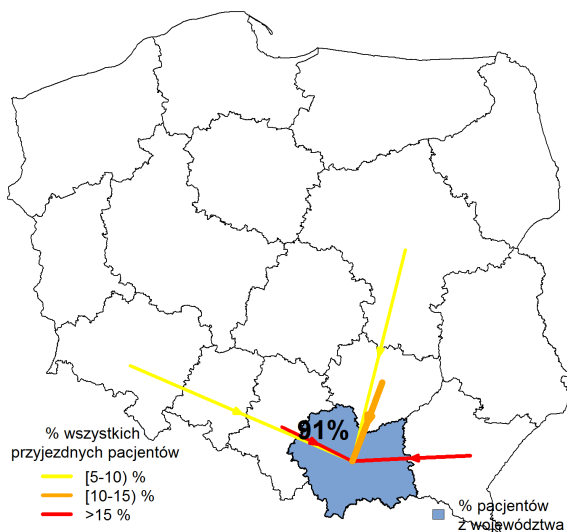 91%
% wszystkich
przyjezdnych pacjentów
[5-10) %
[10-15) %
>15 %
% pacjentów
z województwa